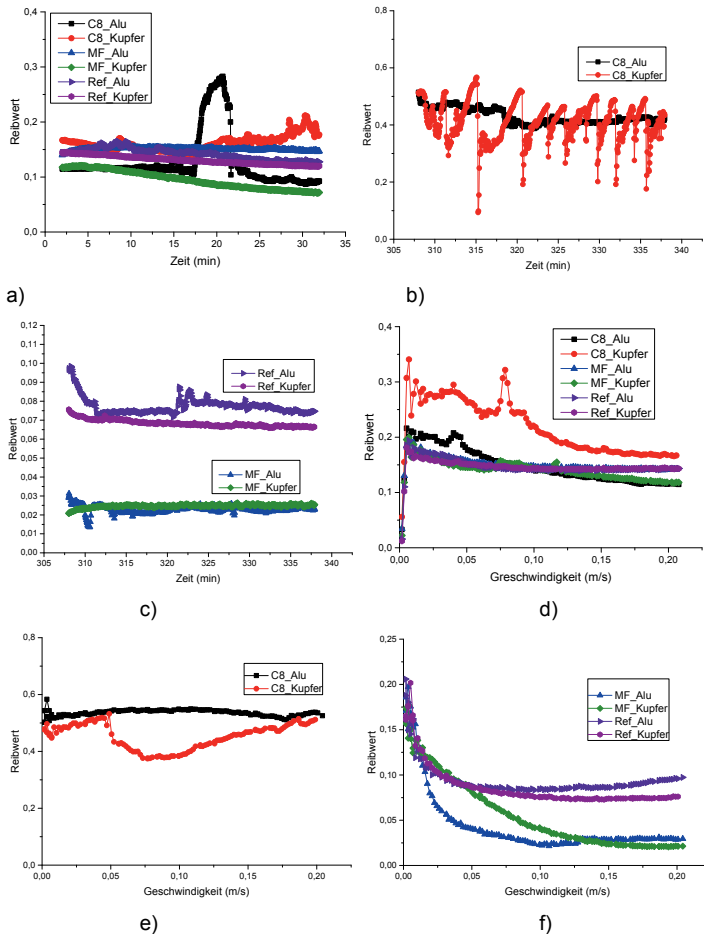 C8_Alu
C8_Kupfer
MF_Alu
MF_Kupfer
Ref_Alu
Ref_Kupfer
Reibwert
0,4
0,3
0,2
0,1
0,0
0 5 10 15 20 25 30 35
Zeit (min)
a)
C8_Alu
C8_Kupfer
Reibwert
0,8
0,6
0,4
0,2
0,0
305 310 315 320 325 330 335 340
Zeit (min)
b)
Ref_Alu
Ref_Kupfer
MF_Alu
MF_Kupfer
Reibwert
0,12
0,11
0,10
0,09
0,08
0,07
0,06
0,05
0,04
0,03
0,02
0,01
0,00
305 310 315 320 325 330 335 340
Zeit (min)
c)
C8_Alu
C8_Kupfer
MF_Alu
MF_Kupfer
Ref_Alu
Ref_Kupfer
Reibwert
0,4
0,3
0,2
0,1
0,0
0,00 0,05 0,10 0,15 0,20
Greschwindigkeit (m/s)
d)
C8_Alu
C8_Kupfer
Reibwert
0,8
0,6
0,4
0,2
0,0
0,00 0,05 0,10 0,15 0,20
Geschwindigkeit (m/s)
e)
MF_Alu
MF_Kupfer
Ref_Alu
Ref_Kupfer
Reibwert
0,25
0,20
0,15
0,10
0,05
0,00
0,00 0,05 0,10 0,15 0,20
Geschwindigkeit (m/s)
f)